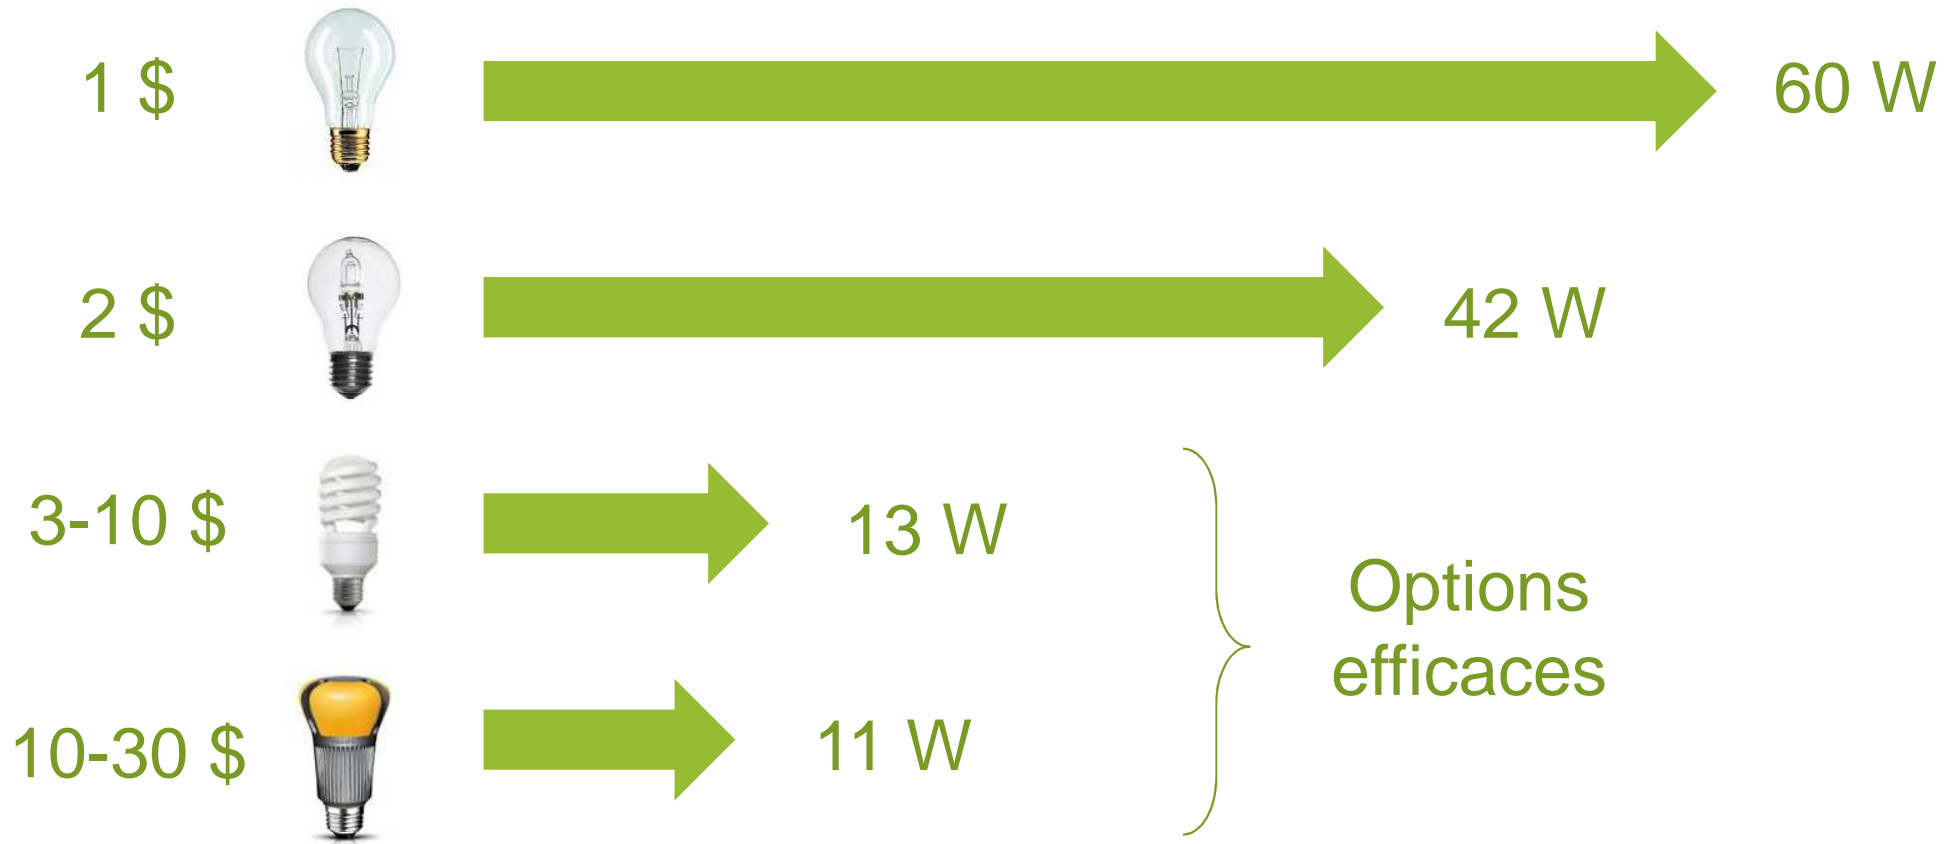 1 $
60 W
2 $
42 W
3-10 $
13 W
Options
efficaces
10-30 $
11 W